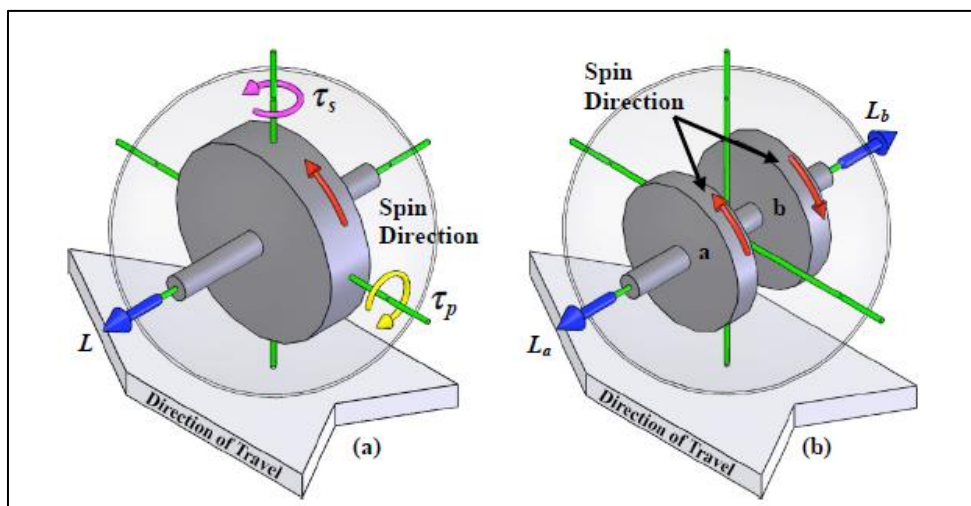 τs
Spin
Direction
τp
L
Direction of Travel
(a)
Spin
Direction
Lb
b
a
La
Direction of Travel
(b)